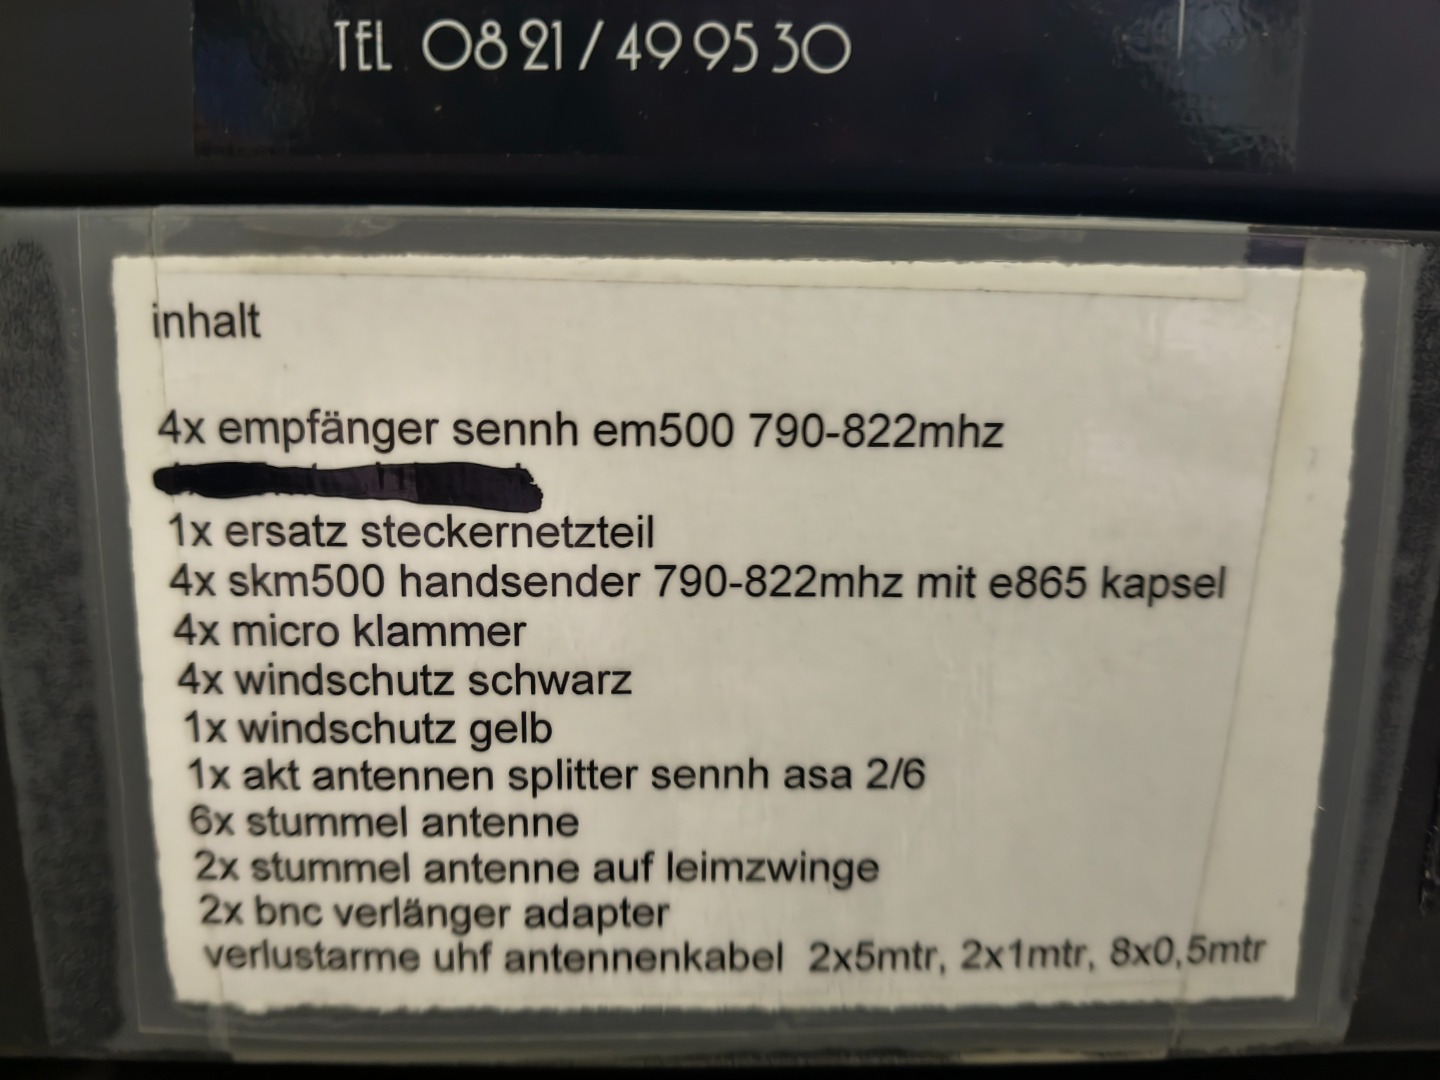 TEL 08 21 / 49 95 30
inhalt
4x empfänger sennh em500 790-822mhz
1x ersatz steckernetzteil
4x skm500 handsender 790-822mhz mit e865 kapsel
4x micro klammer
4x windschutz schwarz
1x windschutz gelb
1x akt antennen splitter sennh asa 2/6
6x stummel antenne
2x stummel antenne auf leimzwinge
2x bnc verlänger adapter
verlustarme uhf antennenkabel 2x5mtr, 2x1mtr, 8x0,5mtr